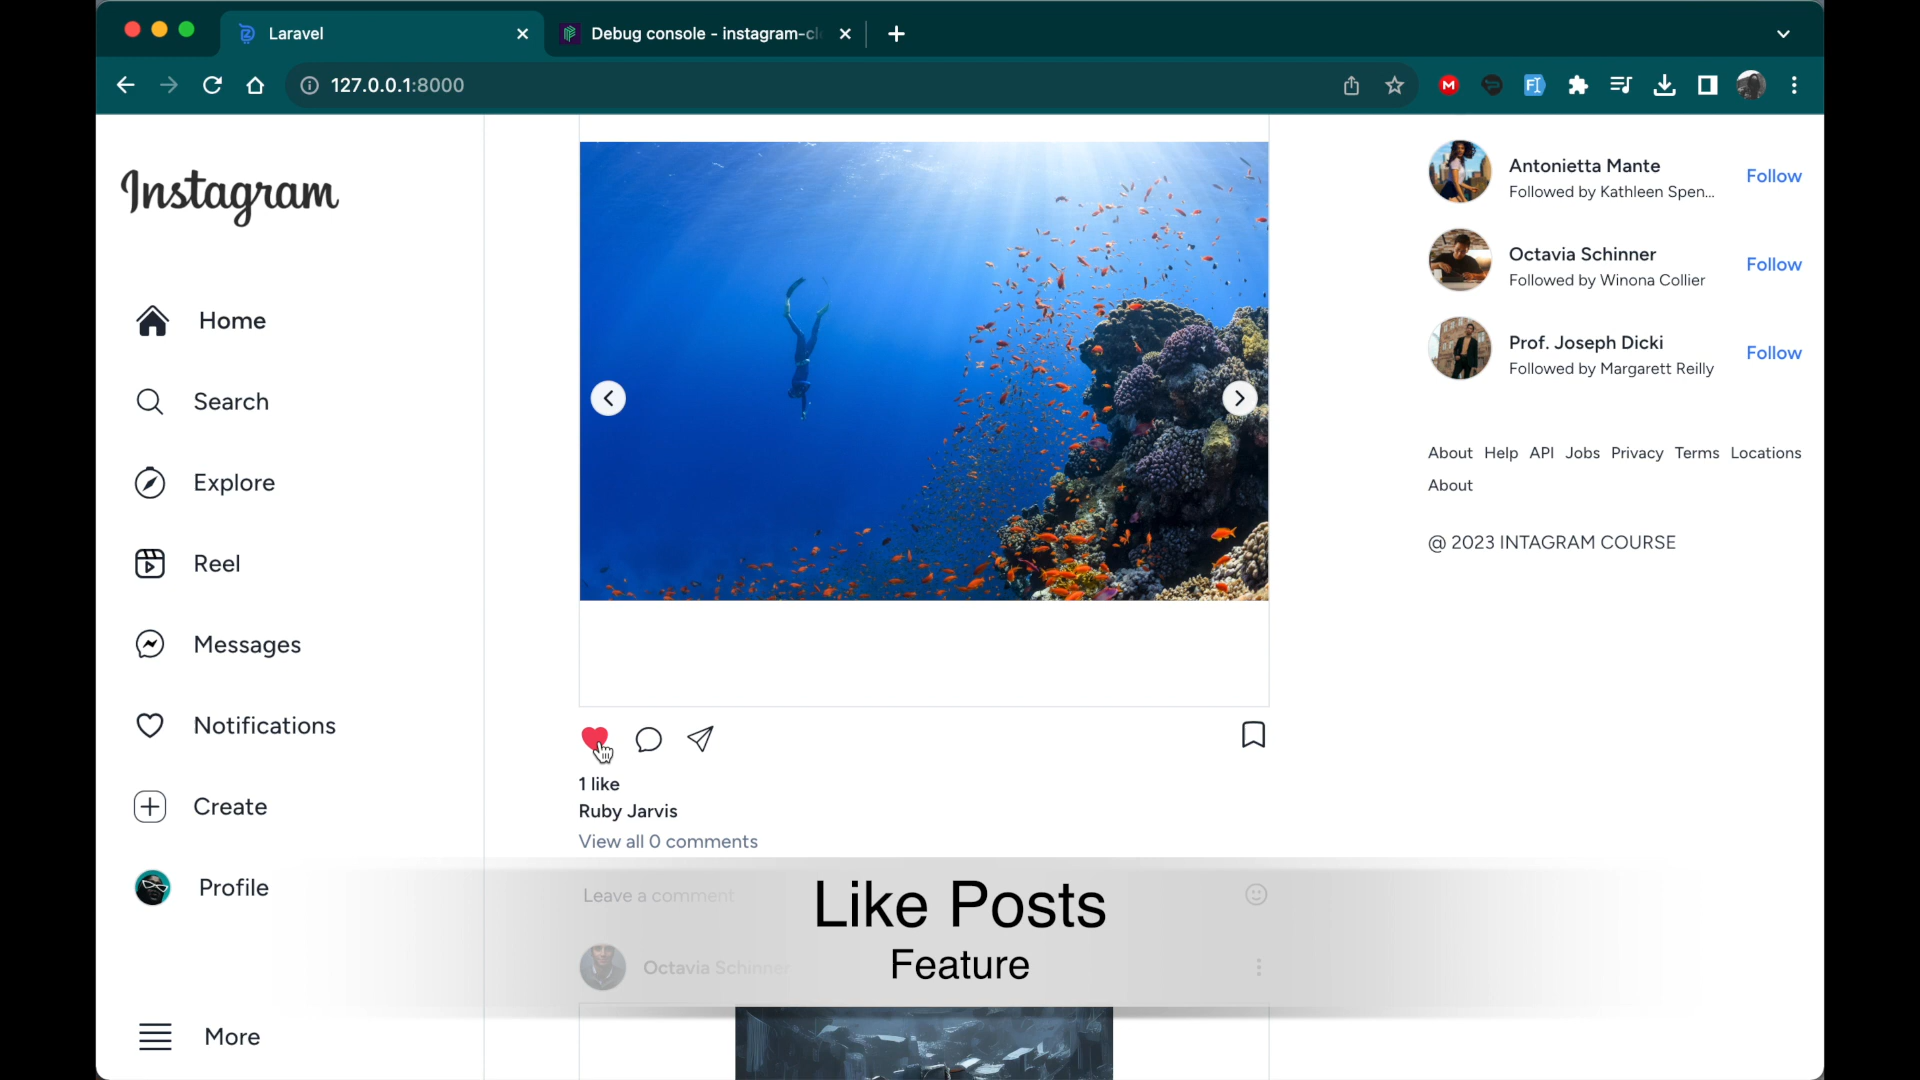 Laravel
Debug console - instagram-cl
127.0.0.1:8000
Instagram
Home
Search
Explore
Reel
Messages
Notifications
Create
Profile
More
Antonietta Mante
Followed by Kathleen Spen...
Follow
Octavia Schinner
Followed by Winona Collier
Follow
Prof. Joseph Dicki
Followed by Margarett Reilly
Follow
About Help API Jobs Privacy Terms Locations
About
@ 2023 INTAGRAM COURSE
1 like
Ruby Jarvis
View all 0 comments
Leave a comment
Octavia Schinner
Like Posts
Feature
M
FI